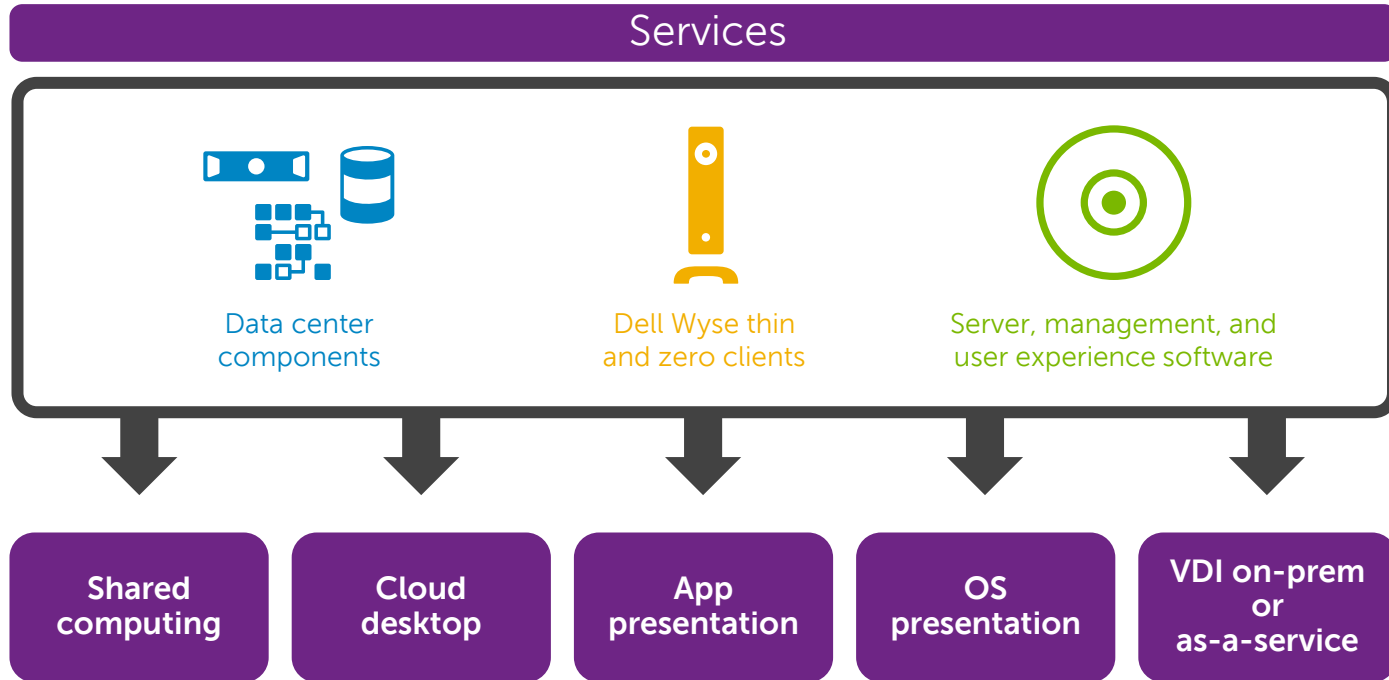 Services
Data center
components
Dell Wyse thin
and zero clients
Server, management, and
user experience software
Shared
computing
Cloud
desktop
App
presentation
OS
presentation
VDI on-prem
or
as-a-service